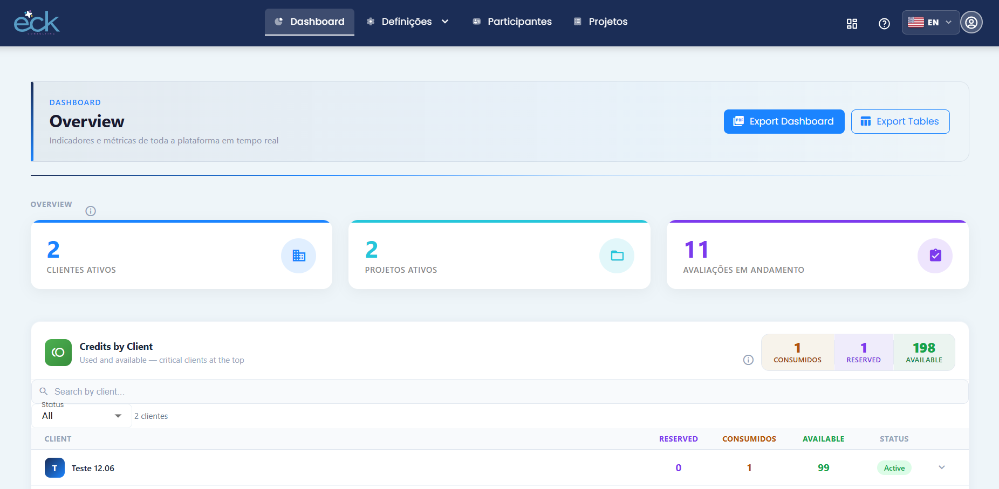 eck
CONSULTING
Dashboard
Definições
Participantes
Projetos
EN
DASHBOARD
Overview
Indicadores e métricas de toda a plataforma em tempo real
PDF
Export Dashboard
Export Tables
OVERVIEW
2
CLIENTES ATIVOS
2
PROJETOS ATIVOS
11
AVALIAÇÕES EM ANDAMENTO
Credits by Client
Used and available — critical clients at the top
1
CONSUMIDOS
1
RESERVED
198
AVAILABLE
Search by client...
Status
All
2 clientes
CLIENT RESERVED CONSUMIDOS AVAILABLE STATUS
T Teste 12.06 0 1 99 Active